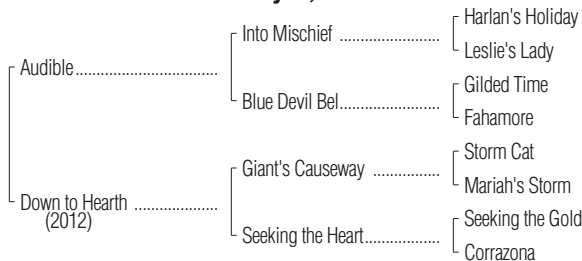 Harlan's Holiday
Into Mischief
Leslie's Lady
Audible
Gilded Time
Blue Devil Bel
Fahamore
Storm Cat
Giant's Causeway
Mariah's Storm
Down to Hearth
(2012)
Seeking the Gold
Seeking the Heart
Corrazona